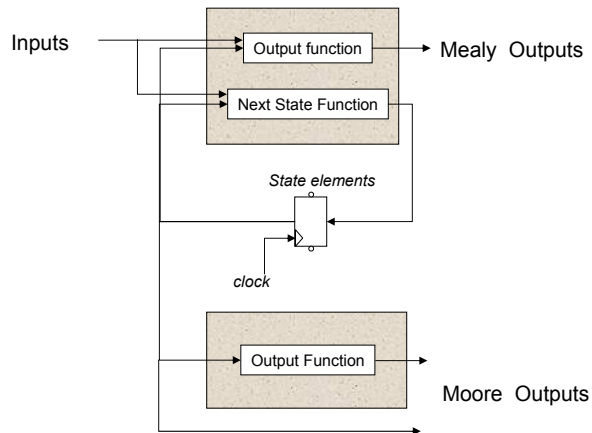 Inputs
Output function
Mealy Outputs
Next State Function
State elements
clock
Output Function
Moore Outputs